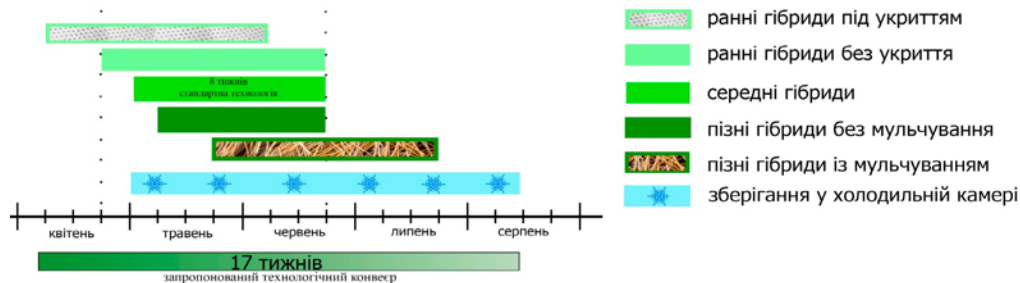 8 тижнів
стандартна технологія
ранні гібриди під укриттям
ранні гібриди без укриття
середні гібриди
пізні гібриди без мульчування
пізні гібриди із мульчуванням
зберігання у холодильній камері
квітень травень червень липень серпень
17 тижнів
запропонований технологічний конвеєр